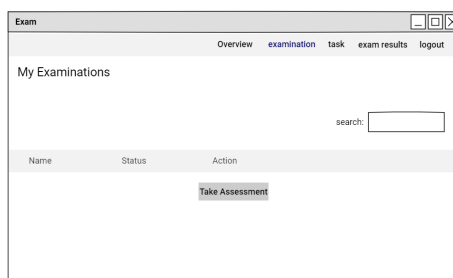 Exam
Overview examination task exam results logout
My Examinations
search:
Name Status Action
Take Assessment